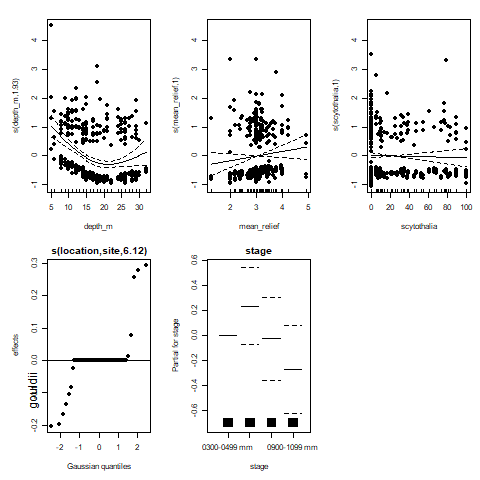 s(depth_m,1.93)
4
3
2
1
0
-1
5 10 15 20 25 30
depth_m
s(mean_relief,1)
4
3
2
1
0
-1
2 3 4 5
mean_relief
s(scytothalia,1)
4
3
2
1
0
-1
0 20 40 60 80 100
scytothalia
s(location,site,6.12)
effects
gouldii
0.3
0.2
0.1
0.0
-0.2
-2 -1 0 1 2
Gaussian quantiles
stage
Partial for stage
0.6
0.4
0.2
0.0
-0.2
-0.4
-0.6
0300-0499 mm 0900-1099 mm
stage